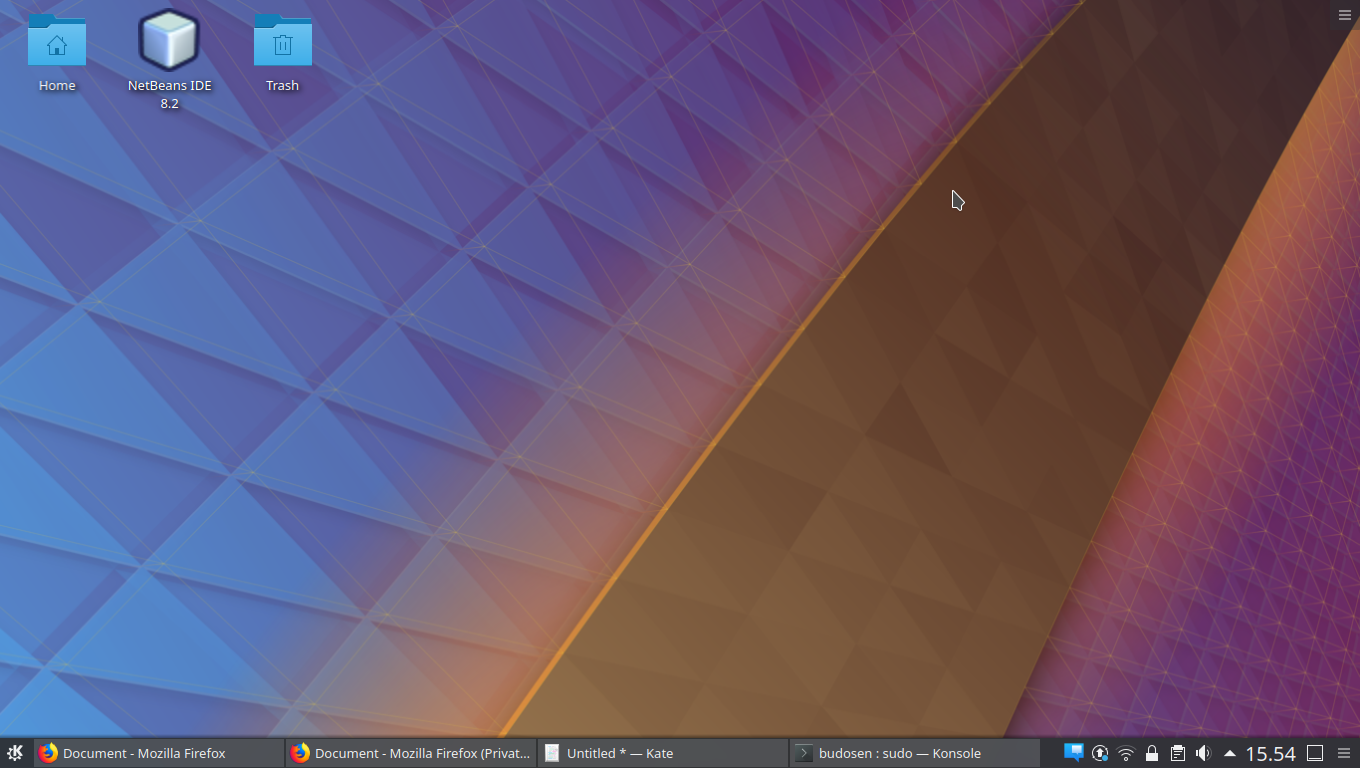 Home
NetBeans IDE
8.2
Trash
Document - Mozilla Firefox
Document - Mozilla Firefox (Privat...
Untitled * — Kate
budosen : sudo — Konsole
15.54